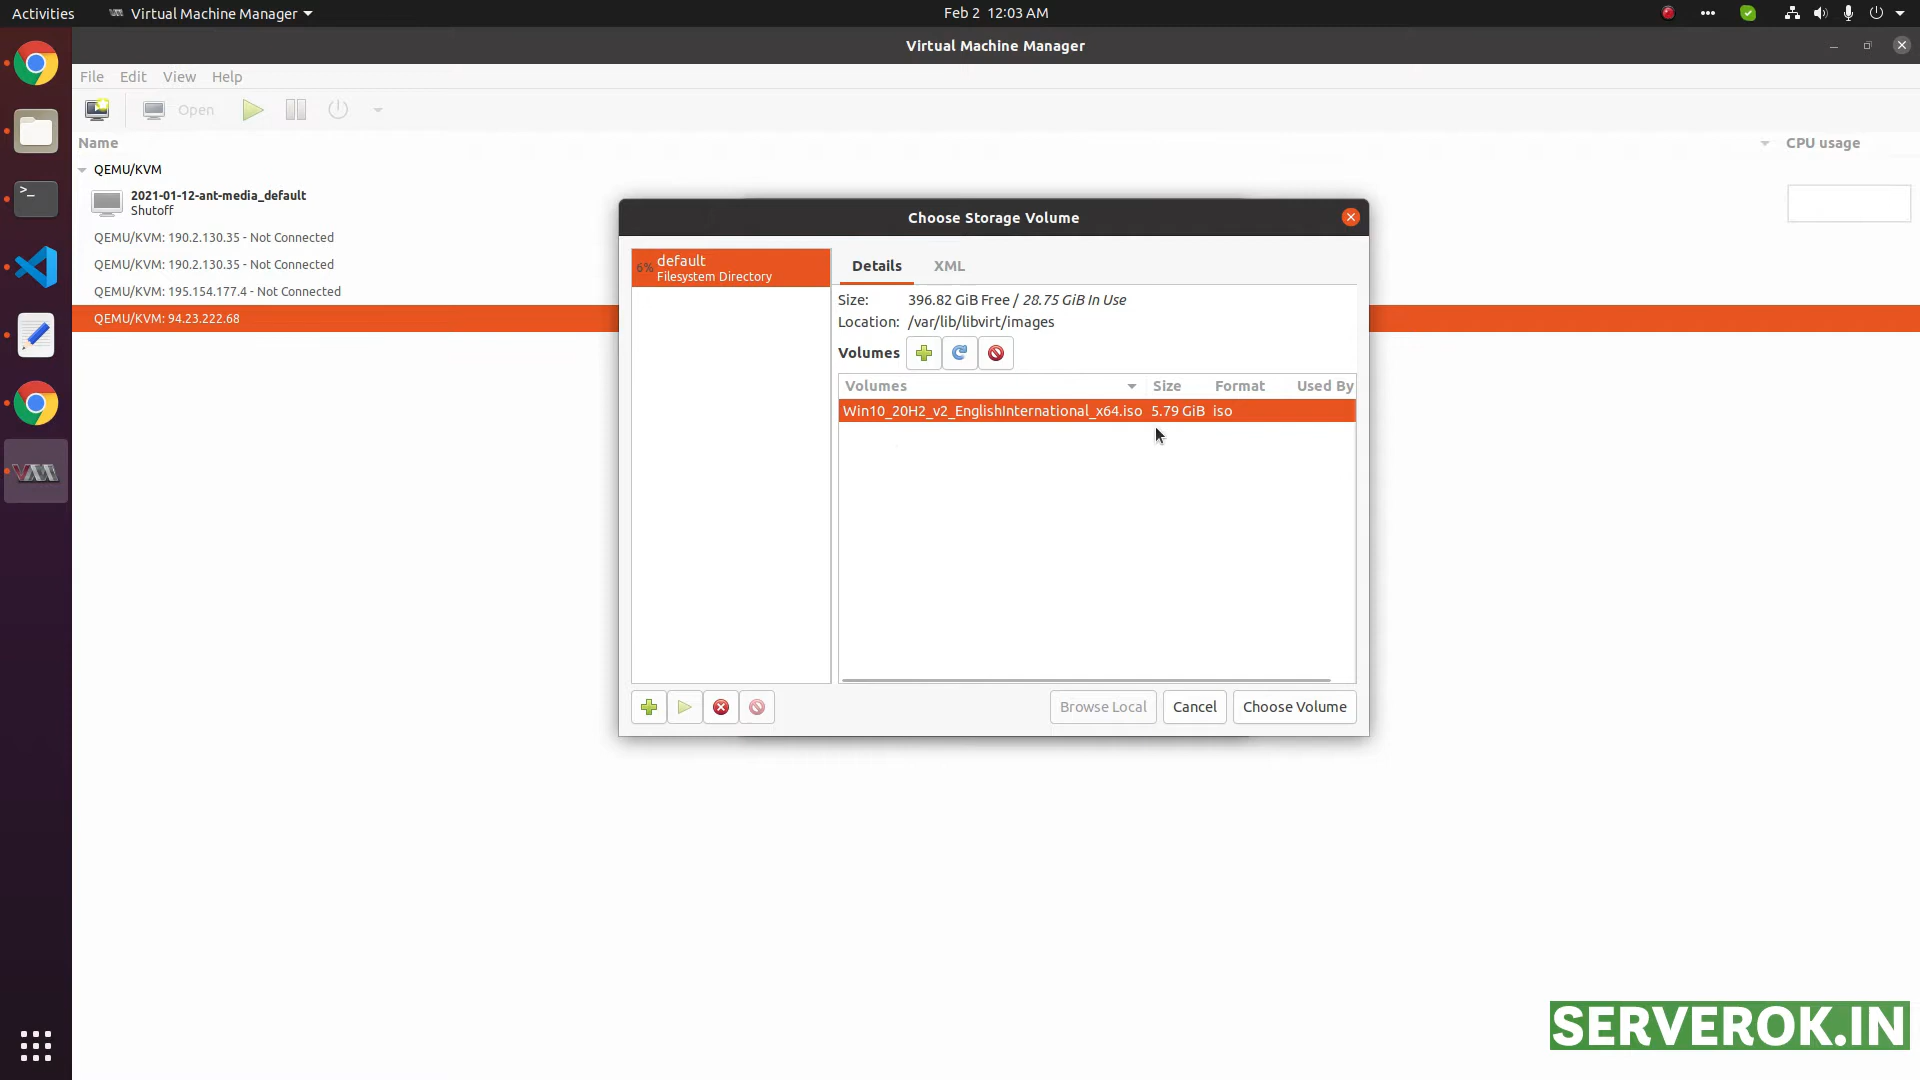 Activities
Virtual Machine Manager
Feb 2 12:03 AM
Virtual Machine Manager
File Edit View Help
Open
Name
CPU usage
QEMU/KVM
2021-01-12-ant-media_default
Shutoff
QEMU/KVM: 190.2.130.35 - Not Connected
QEMU/KVM: 190.2.130.35 - Not Connected
QEMU/KVM: 195.154.177.4 - Not Connected
QEMU/KVM: 94.23.222.68
Choose Storage Volume
6%
default
Filesystem Directory
Details XML
Size: 396.82 GiB Free / 28.75 GiB In Use
Location: /var/lib/libvirt/images
Volumes
Volumes Size Format Used By
Win10_20H2_v2_EnglishInternational_x64.iso 5.79 GiB iso
Browse Local Cancel Choose Volume
SERVEROK.IN